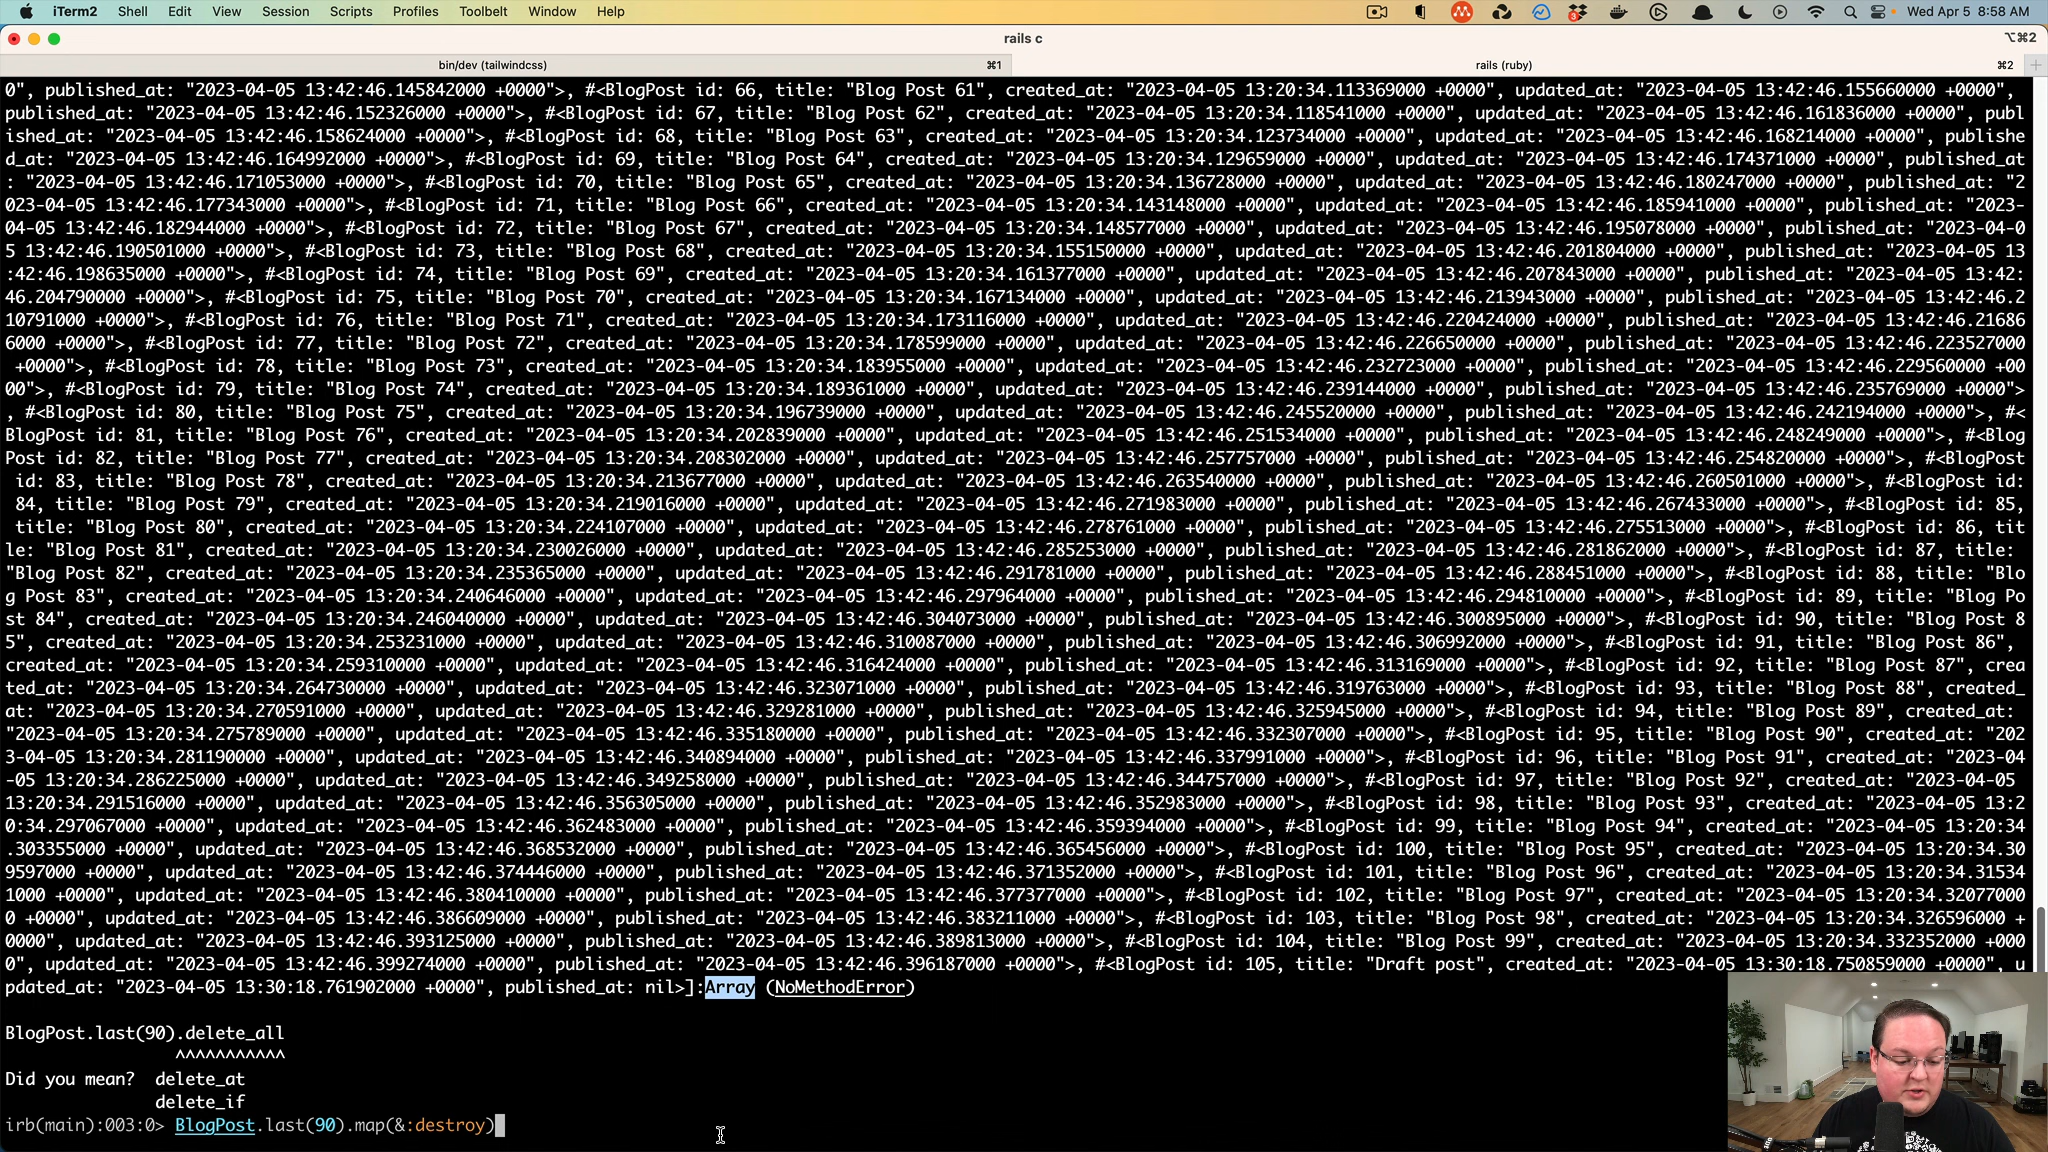 iTerm2 Shell Edit View Session Scripts Profiles Toolbelt Window Help 3 Wed Apr 5 8:58 AM
rails c ⌥⌘2
bin/dev (tailwindcss) ⌘1 rails (ruby) ⌘2
0", published_at: "2023-04-05 13:42:46.145842000 +0000">, #<BlogPost id: 66, title: "Blog Post 61", created_at: "2023-04-05 13:20:34.113369000 +0000", updated_at: "2023-04-05 13:42:46.155660000 +0000",
published_at: "2023-04-05 13:42:46.152326000 +0000">, #<BlogPost id: 67, title: "Blog Post 62", created_at: "2023-04-05 13:20:34.118541000 +0000", updated_at: "2023-04-05 13:42:46.161836000 +0000", publ
ished_at: "2023-04-05 13:42:46.158624000 +0000">, #<BlogPost id: 68, title: "Blog Post 63", created_at: "2023-04-05 13:20:34.123734000 +0000", updated_at: "2023-04-05 13:42:46.168214000 +0000", publishe
d_at: "2023-04-05 13:42:46.164992000 +0000">, #<BlogPost id: 69, title: "Blog Post 64", created_at: "2023-04-05 13:20:34.129659000 +0000", updated_at: "2023-04-05 13:42:46.174371000 +0000", published_at
: "2023-04-05 13:42:46.171053000 +0000">, #<BlogPost id: 70, title: "Blog Post 65", created_at: "2023-04-05 13:20:34.136728000 +0000", updated_at: "2023-04-05 13:42:46.180247000 +0000", published_at: "2
023-04-05 13:42:46.177343000 +0000">, #<BlogPost id: 71, title: "Blog Post 66", created_at: "2023-04-05 13:20:34.143148000 +0000", updated_at: "2023-04-05 13:42:46.185941000 +0000", published_at: "2023-
04-05 13:42:46.182944000 +0000">, #<BlogPost id: 72, title: "Blog Post 67", created_at: "2023-04-05 13:20:34.148577000 +0000", updated_at: "2023-04-05 13:42:46.195078000 +0000", published_at: "2023-04-0
5 13:42:46.190501000 +0000">, #<BlogPost id: 73, title: "Blog Post 68", created_at: "2023-04-05 13:20:34.155150000 +0000", updated_at: "2023-04-05 13:42:46.201804000 +0000", published_at: "2023-04-05 13
:42:46.198635000 +0000">, #<BlogPost id: 74, title: "Blog Post 69", created_at: "2023-04-05 13:20:34.161377000 +0000", updated_at: "2023-04-05 13:42:46.207843000 +0000", published_at: "2023-04-05 13:42:
46.204790000 +0000">, #<BlogPost id: 75, title: "Blog Post 70", created_at: "2023-04-05 13:20:34.167134000 +0000", updated_at: "2023-04-05 13:42:46.213943000 +0000", published_at: "2023-04-05 13:42:46.2
10791000 +0000">, #<BlogPost id: 76, title: "Blog Post 71", created_at: "2023-04-05 13:20:34.173116000 +0000", updated_at: "2023-04-05 13:42:46.220424000 +0000", published_at: "2023-04-05 13:42:46.21686
6000 +0000">, #<BlogPost id: 77, title: "Blog Post 72", created_at: "2023-04-05 13:20:34.178599000 +0000", updated_at: "2023-04-05 13:42:46.226650000 +0000", published_at: "2023-04-05 13:42:46.223527000
+0000">, #<BlogPost id: 78, title: "Blog Post 73", created_at: "2023-04-05 13:20:34.183955000 +0000", updated_at: "2023-04-05 13:42:46.232723000 +0000", published_at: "2023-04-05 13:42:46.229560000 +00
00">, #<BlogPost id: 79, title: "Blog Post 74", created_at: "2023-04-05 13:20:34.189361000 +0000", updated_at: "2023-04-05 13:42:46.239144000 +0000", published_at: "2023-04-05 13:42:46.235769000 +0000">
, #<BlogPost id: 80, title: "Blog Post 75", created_at: "2023-04-05 13:20:34.196739000 +0000", updated_at: "2023-04-05 13:42:46.245520000 +0000", published_at: "2023-04-05 13:42:46.242194000 +0000">, #<
BlogPost id: 81, title: "Blog Post 76", created_at: "2023-04-05 13:20:34.202839000 +0000", updated_at: "2023-04-05 13:42:46.251534000 +0000", published_at: "2023-04-05 13:42:46.248249000 +0000">, #<Blog
Post id: 82, title: "Blog Post 77", created_at: "2023-04-05 13:20:34.208302000 +0000", updated_at: "2023-04-05 13:42:46.257757000 +0000", published_at: "2023-04-05 13:42:46.254820000 +0000">, #<BlogPost
id: 83, title: "Blog Post 78", created_at: "2023-04-05 13:20:34.213677000 +0000", updated_at: "2023-04-05 13:42:46.263540000 +0000", published_at: "2023-04-05 13:42:46.260501000 +0000">, #<BlogPost id:
84, title: "Blog Post 79", created_at: "2023-04-05 13:20:34.219016000 +0000", updated_at: "2023-04-05 13:42:46.271983000 +0000", published_at: "2023-04-05 13:42:46.267433000 +0000">, #<BlogPost id: 85,
title: "Blog Post 80", created_at: "2023-04-05 13:20:34.224107000 +0000", updated_at: "2023-04-05 13:42:46.278761000 +0000", published_at: "2023-04-05 13:42:46.275513000 +0000">, #<BlogPost id: 86, tit
le: "Blog Post 81", created_at: "2023-04-05 13:20:34.230026000 +0000", updated_at: "2023-04-05 13:42:46.285253000 +0000", published_at: "2023-04-05 13:42:46.281862000 +0000">, #<BlogPost id: 87, title:
"Blog Post 82", created_at: "2023-04-05 13:20:34.235365000 +0000", updated_at: "2023-04-05 13:42:46.291781000 +0000", published_at: "2023-04-05 13:42:46.288451000 +0000">, #<BlogPost id: 88, title: "Blo
g Post 83", created_at: "2023-04-05 13:20:34.240646000 +0000", updated_at: "2023-04-05 13:42:46.297964000 +0000", published_at: "2023-04-05 13:42:46.294810000 +0000">, #<BlogPost id: 89, title: "Blog Po
st 84", created_at: "2023-04-05 13:20:34.246040000 +0000", updated_at: "2023-04-05 13:42:46.304073000 +0000", published_at: "2023-04-05 13:42:46.300895000 +0000">, #<BlogPost id: 90, title: "Blog Post 8
5", created_at: "2023-04-05 13:20:34.253231000 +0000", updated_at: "2023-04-05 13:42:46.310087000 +0000", published_at: "2023-04-05 13:42:46.306992000 +0000">, #<BlogPost id: 91, title: "Blog Post 86",
created_at: "2023-04-05 13:20:34.259310000 +0000", updated_at: "2023-04-05 13:42:46.316424000 +0000", published_at: "2023-04-05 13:42:46.313169000 +0000">, #<BlogPost id: 92, title: "Blog Post 87", crea
ted_at: "2023-04-05 13:20:34.264730000 +0000", updated_at: "2023-04-05 13:42:46.323071000 +0000", published_at: "2023-04-05 13:42:46.319763000 +0000">, #<BlogPost id: 93, title: "Blog Post 88", created_
at: "2023-04-05 13:20:34.270591000 +0000", updated_at: "2023-04-05 13:42:46.329281000 +0000", published_at: "2023-04-05 13:42:46.325945000 +0000">, #<BlogPost id: 94, title: "Blog Post 89", created_at:
"2023-04-05 13:20:34.275789000 +0000", updated_at: "2023-04-05 13:42:46.335180000 +0000", published_at: "2023-04-05 13:42:46.332307000 +0000">, #<BlogPost id: 95, title: "Blog Post 90", created_at: "202
3-04-05 13:20:34.281190000 +0000", updated_at: "2023-04-05 13:42:46.340894000 +0000", published_at: "2023-04-05 13:42:46.337991000 +0000">, #<BlogPost id: 96, title: "Blog Post 91", created_at: "2023-04
-05 13:20:34.286225000 +0000", updated_at: "2023-04-05 13:42:46.349258000 +0000", published_at: "2023-04-05 13:42:46.344757000 +0000">, #<BlogPost id: 97, title: "Blog Post 92", created_at: "2023-04-05
13:20:34.291516000 +0000", updated_at: "2023-04-05 13:42:46.356305000 +0000", published_at: "2023-04-05 13:42:46.352983000 +0000">, #<BlogPost id: 98, title: "Blog Post 93", created_at: "2023-04-05 13:2
0:34.297067000 +0000", updated_at: "2023-04-05 13:42:46.362483000 +0000", published_at: "2023-04-05 13:42:46.359394000 +0000">, #<BlogPost id: 99, title: "Blog Post 94", created_at: "2023-04-05 13:20:34
.303355000 +0000", updated_at: "2023-04-05 13:42:46.368532000 +0000", published_at: "2023-04-05 13:42:46.365456000 +0000">, #<BlogPost id: 100, title: "Blog Post 95", created_at: "2023-04-05 13:20:34.30
9597000 +0000", updated_at: "2023-04-05 13:42:46.374446000 +0000", published_at: "2023-04-05 13:42:46.371352000 +0000">, #<BlogPost id: 101, title: "Blog Post 96", created_at: "2023-04-05 13:20:34.31534
1000 +0000", updated_at: "2023-04-05 13:42:46.380410000 +0000", published_at: "2023-04-05 13:42:46.377377000 +0000">, #<BlogPost id: 102, title: "Blog Post 97", created_at: "2023-04-05 13:20:34.32077000
0 +0000", updated_at: "2023-04-05 13:42:46.386609000 +0000", published_at: "2023-04-05 13:42:46.383211000 +0000">, #<BlogPost id: 103, title: "Blog Post 98", created_at: "2023-04-05 13:20:34.326596000 +
0000", updated_at: "2023-04-05 13:42:46.393125000 +0000", published_at: "2023-04-05 13:42:46.389813000 +0000">, #<BlogPost id: 104, title: "Blog Post 99", created_at: "2023-04-05 13:20:34.332352000 +000
0", updated_at: "2023-04-05 13:42:46.399274000 +0000", published_at: "2023-04-05 13:42:46.396187000 +0000">, #<BlogPost id: 105, title: "Draft post", created_at: "2023-04-05 13:30:18.750859000 +0000", u
pdated_at: "2023-04-05 13:30:18.761902000 +0000", published_at: nil>]:Array (NoMethodError)
BlogPost.last(90).delete_all
^^^^^^^^^^^
Did you mean? delete_at
delete_if
irb(main):003:0> BlogPost.last(90).map(&:destroy)